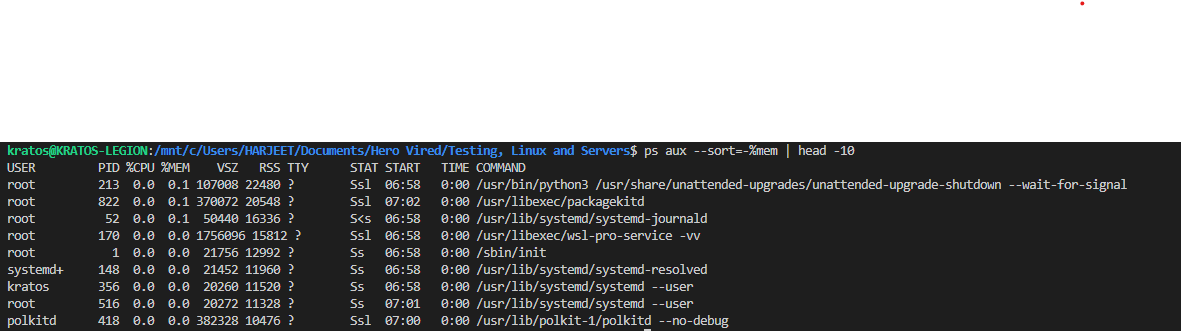 kratos@KRATOS-LEGION:/mnt/c/Users/HARJEET/Documents/Hero Vired/Testing, Linux and Servers$ ps aux --sort=-%mem | head -10
USER PID %CPU %MEM VSZ RSS TTY STAT START TIME COMMAND
root 213 0.0 0.1 107008 22480 ? Ssl 06:58 0:00 /usr/bin/python3 /usr/share/unattended-upgrades/unattended-upgrade-shutdown --wait-for-signal
root 822 0.0 0.1 370072 20548 ? Ssl 07:02 0:00 /usr/libexec/packagekitd
root 52 0.0 0.1 50440 16336 ? S<s 06:58 0:00 /usr/lib/systemd/systemd-journald
root 170 0.0 0.0 1756096 15812 ? Ssl 06:58 0:00 /usr/libexec/wsl-pro-service -vv
root 1 0.0 0.0 21756 12992 ? Ss 06:58 0:00 /sbin/init
systemd+ 148 0.0 0.0 21452 11960 ? Ss 06:58 0:00 /usr/lib/systemd/systemd-resolved
kratos 356 0.0 0.0 20260 11520 ? Ss 06:58 0:00 /usr/lib/systemd/systemd --user
root 516 0.0 0.0 20272 11328 ? Ss 07:01 0:00 /usr/lib/systemd/systemd --user
polkitd 418 0.0 0.0 382328 10476 ? Ssl 07:00 0:00 /usr/lib/polkit-1/polkitd --no-debug